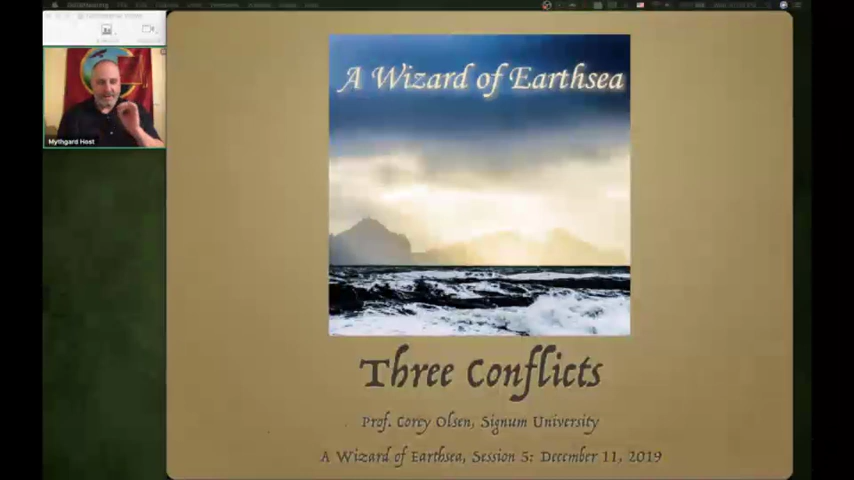 Mythgard Host
A Wizard of Earthsea
Three Conflicts
Prof. Corey Olsen, Signum University
A Wizard of Earthsea, Session 5: December 11, 2019